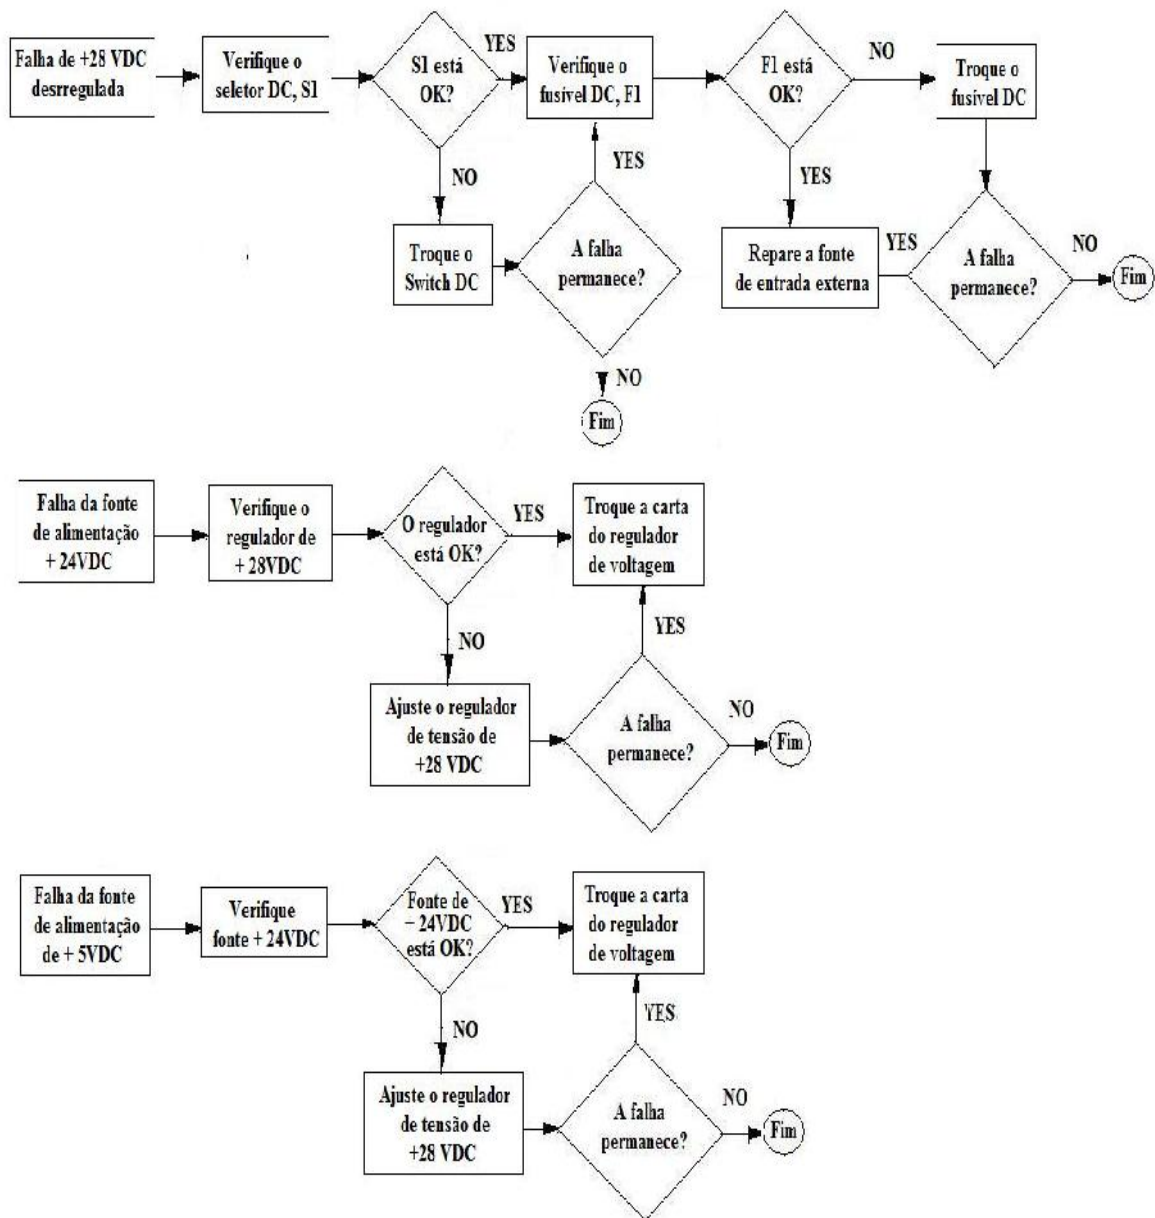 Falha de +28 VDC
desrregulada
Verifique o
seletor DC, S1
S1 está
OK?
YES
Verifique o
fusível DC, F1
F1 está
OK?
NO
Troque o
fusível DC
NO
YES
YES
Troque o
Switch DC
A falha
permanece?
Repare a fonte
de entrada externa
YES
A falha
permanece?
NO
Fim
NO
Fim
Falha da fonte
de alimentação
+ 24VDC
Verifique o
regulador de
+ 28VDC
O regulador
está OK?
YES
Troque a carta
do regulador
de voltagem
NO
YES
Ajuste o regulador
de tensão de
+28 VDC
A falha
permanece?
NO
Fim
Falha da fonte
de alimentação
de + 5VDC
Verifique
fonte + 24VDC
Fonte de
+ 24VDC
está OK?
YES
Troque a carta
do regulador
de voltagem
NO
YES
Ajuste o regulador
de tensão de
+28 VDC
A falha
permanece?
NO
Fim